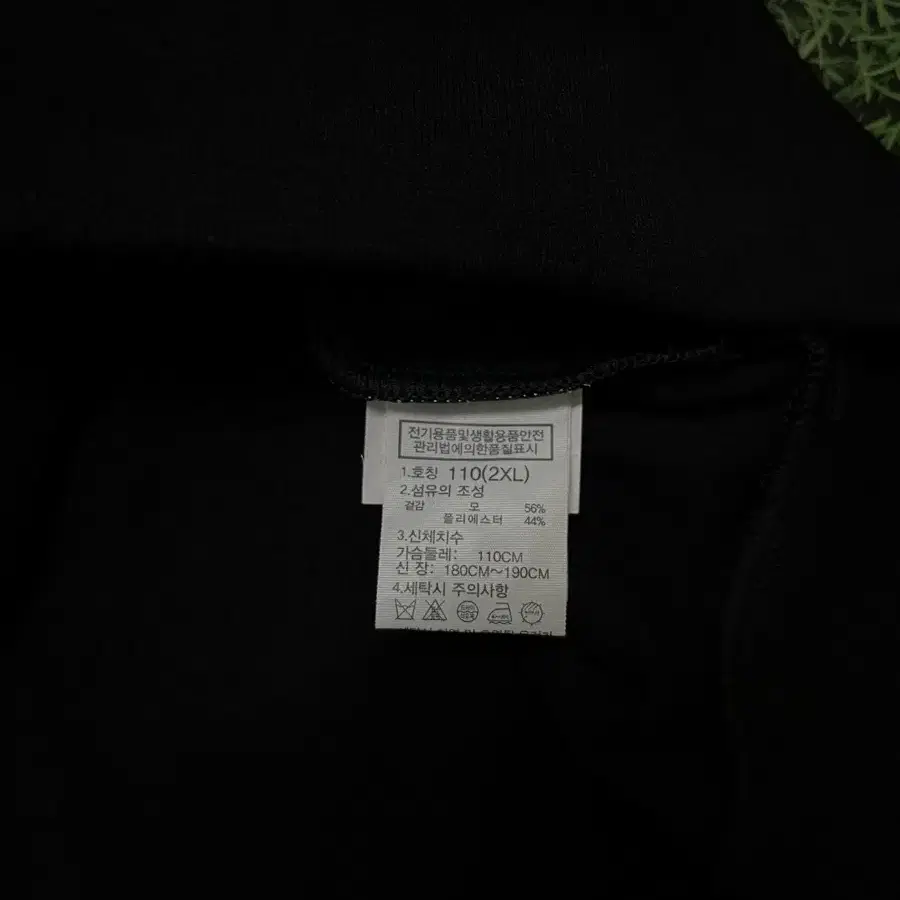 전기용품및생활용품안전
관리법에의한품질표시
1.호칭 110(2XL)
2.섬유의 조성
겉감 모 56%
폴리에스터 44%
3.신체치수
가슴둘레: 110CM
신 장: 180CM~190CM
4.세탁시 주의사항